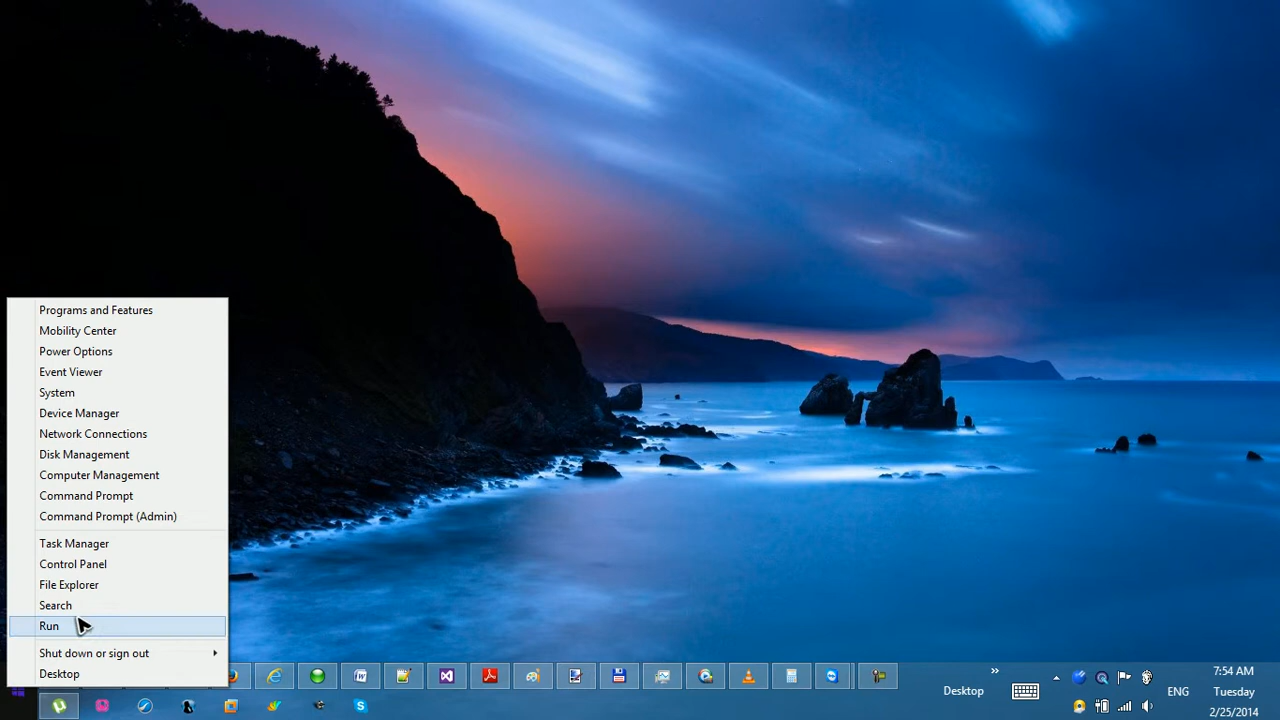 Programs and Features
Mobility Center
Power Options
Event Viewer
System
Device Manager
Network Connections
Disk Management
Computer Management
Command Prompt
Command Prompt (Admin)
Task Manager
Control Panel
File Explorer
Search
Run
Shut down or sign out
Desktop
Desktop
ENG
7:54 AM
Tuesday
2/25/2014